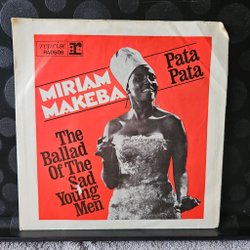 Pata
Pata
MIRIAM
MAKEBA
The
Ballad
Of The
Sad
Young
Men